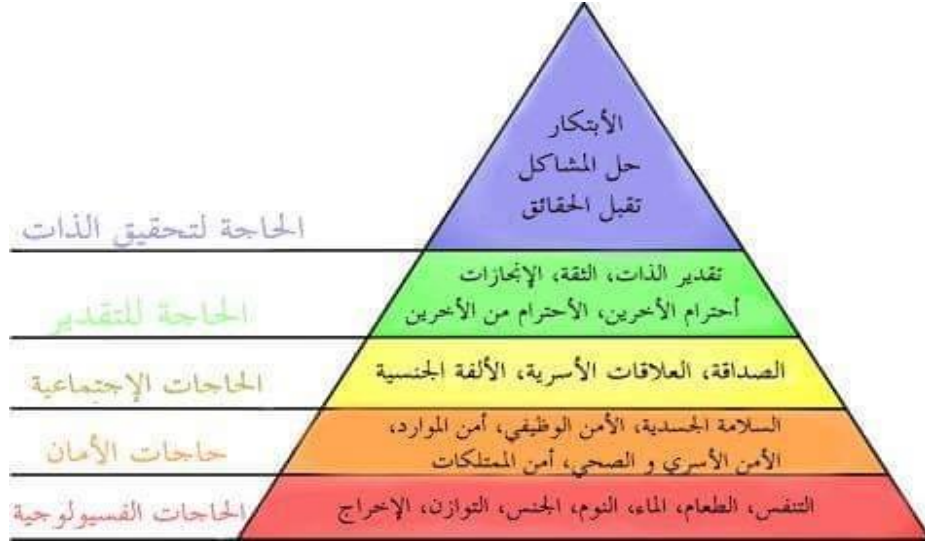 الأبتكار
حل المشاكل
تقبل الحقائق
الحاجة لتحقيق الذات
تقدير الذات، الثقة، الإنجازات
أحترام الأخرين، الأحترام من الأخرين
الحاجة للتقدير
الصداقة، العلاقات الأسرية، الألفة الجنسية
الحاجات الإجتماعية
السلامة الجسدية، الأمن الوظيفي، أمن الموارد،
الأمن الأسري و الصحي، أمن الممتلكات
حاجات الأمان
التنفس، الطعام، الماء، النوم، الجنس، التوازن، الإخراج
الحاجات الفسيولوجية